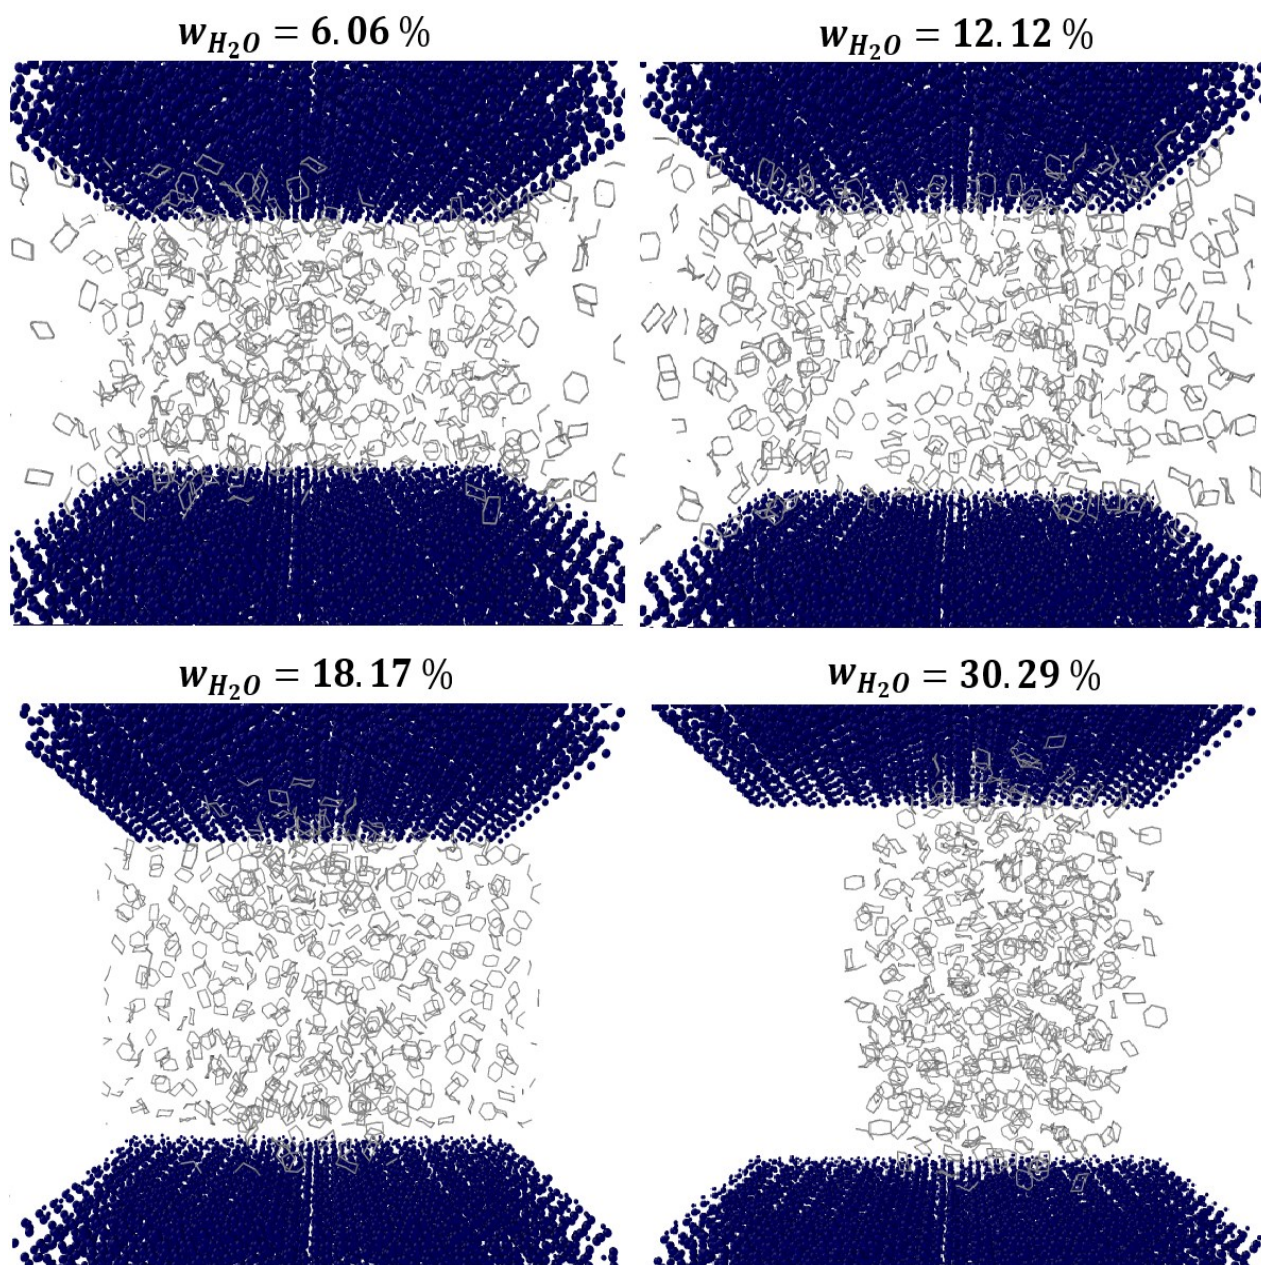 w_{H_2O} = 6.06 %
w_{H_2O} = 12.12 %
w_{H_2O} = 18.17 %
w_{H_2O} = 30.29 %